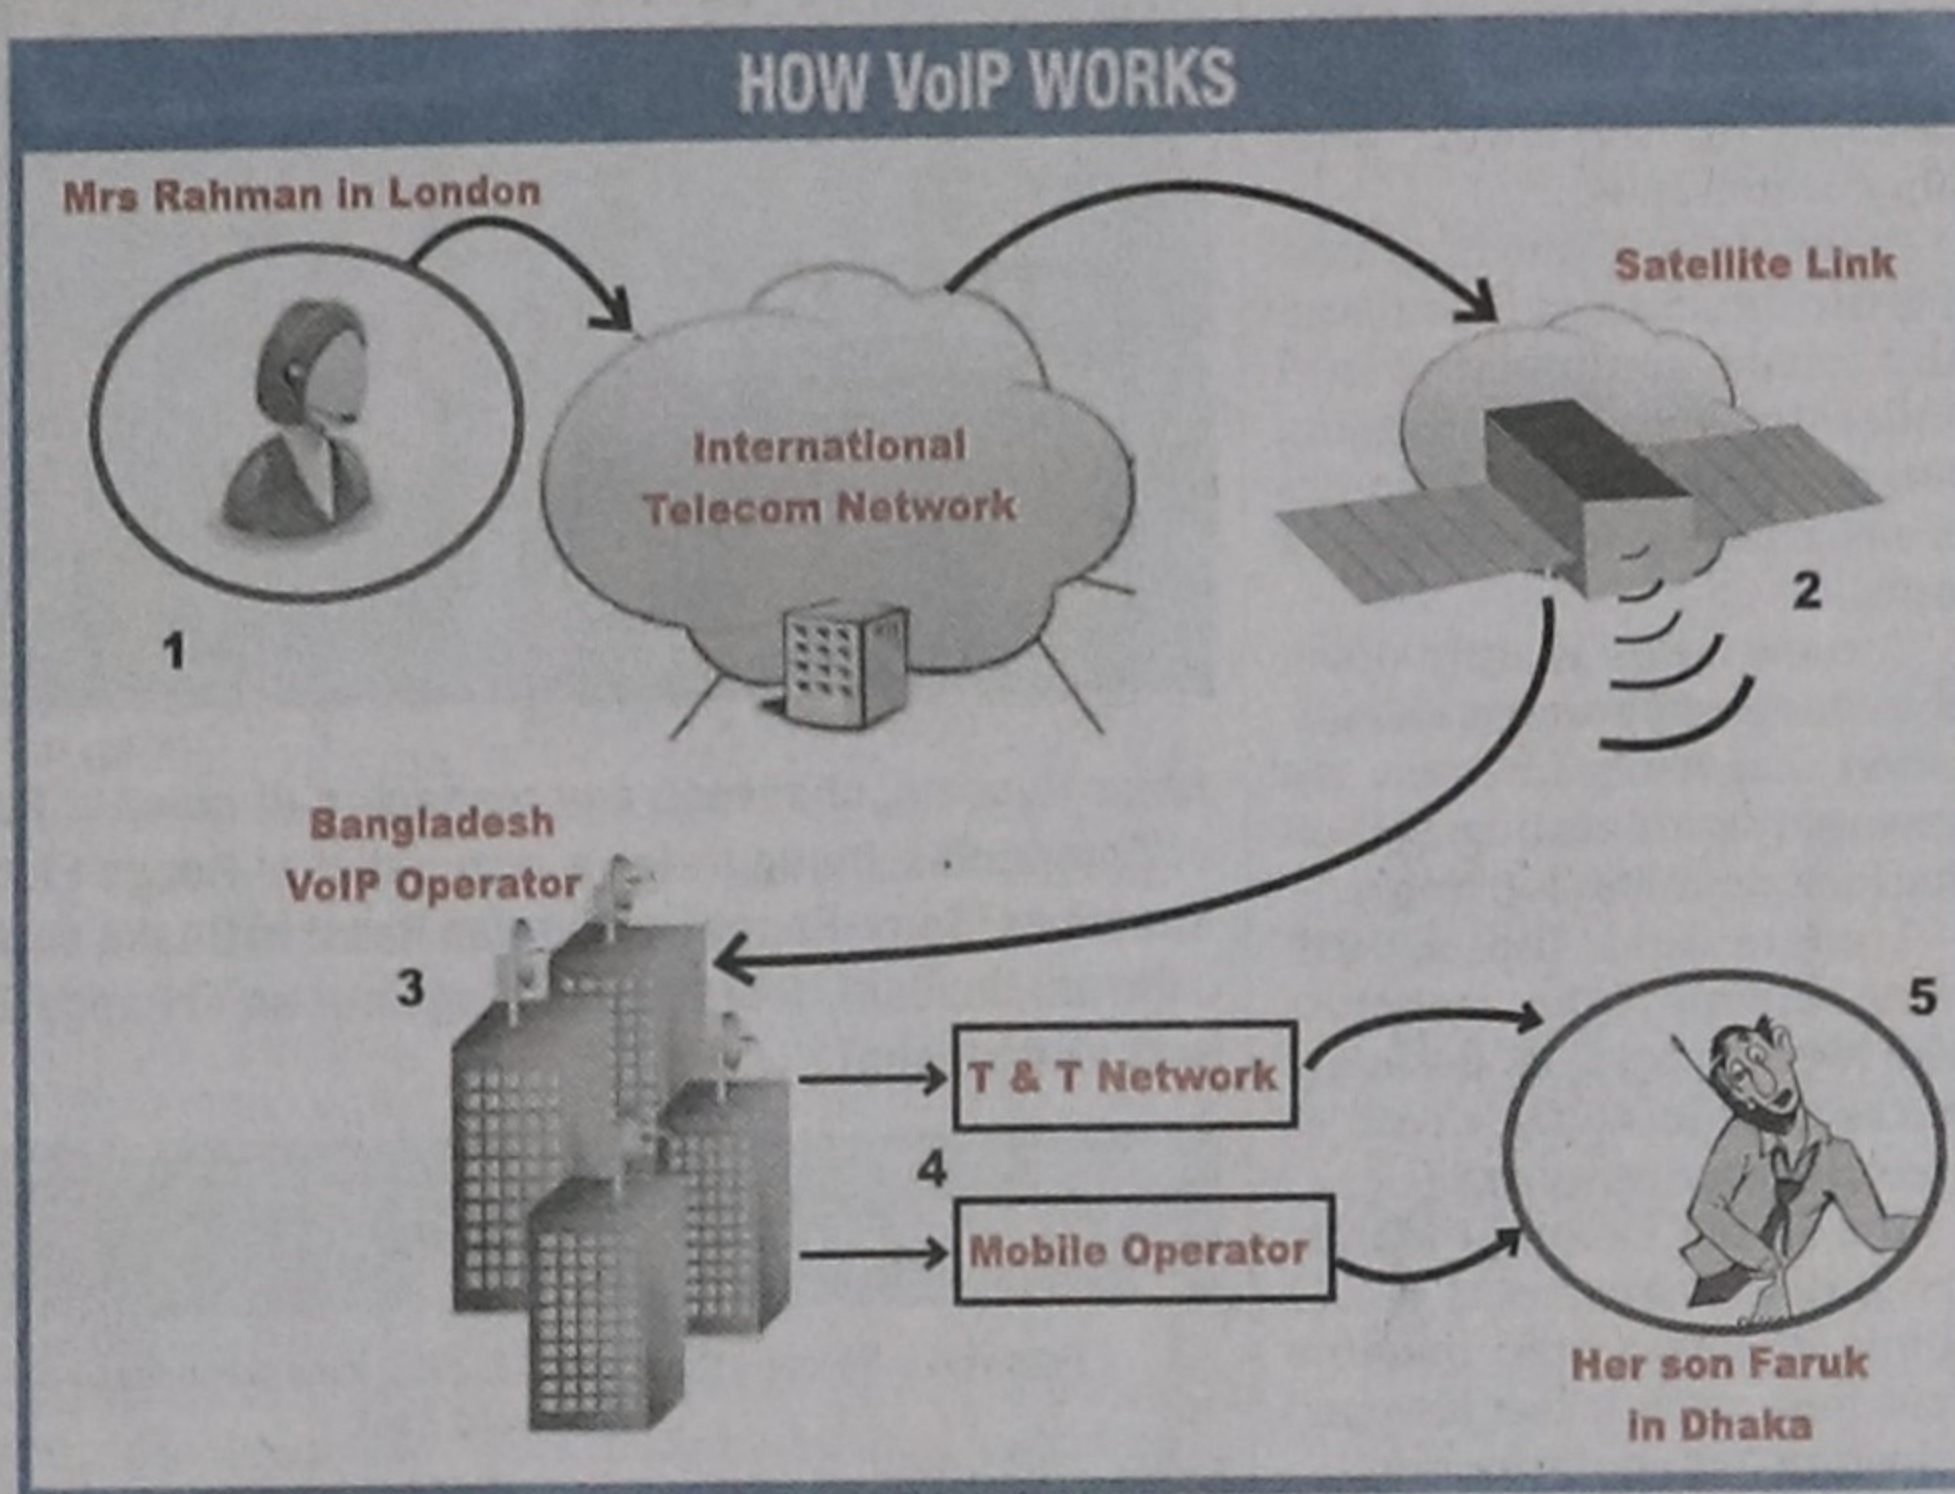 HOW VoIP WORKS
Mrs Rahman in London
Satellite Link
International
Telecom Network
1
2
Bangladesh
VoIP Operator
3
5
T & T Network
4
Mobile Operator
Her son Faruk
in Dhaka